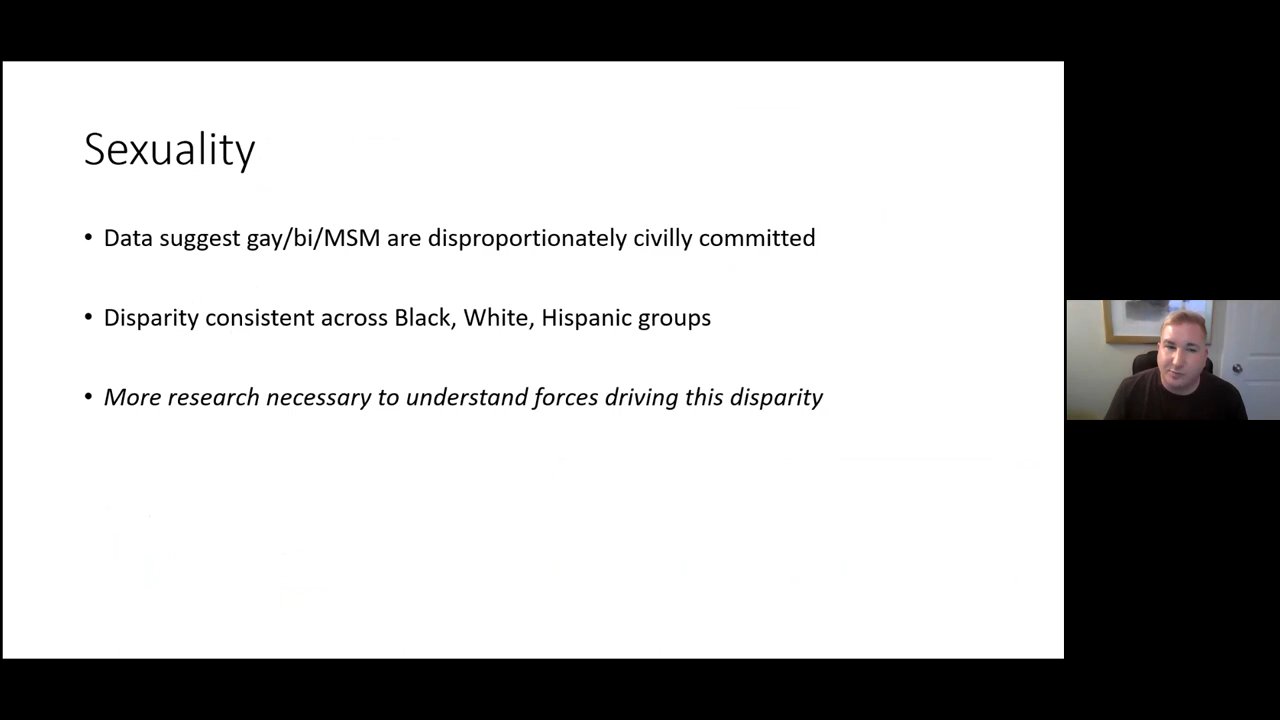 Sexuality
• Data suggest gay/bi/MSM are disproportionately civilly committed
• Disparity consistent across Black, White, Hispanic groups
• More research necessary to understand forces driving this disparity